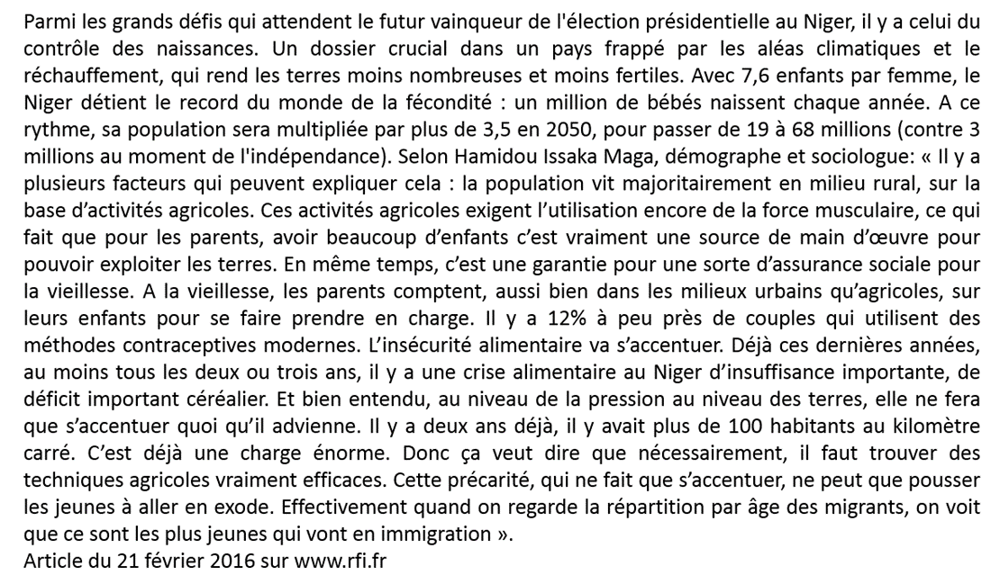 Parmi les grands défis qui attendent le futur vainqueur de l'élection présidentielle au Niger, il y a celui du
contrôle des naissances. Un dossier crucial dans un pays frappé par les aléas climatiques et le
réchauffement, qui rend les terres moins nombreuses et moins fertiles. Avec 7,6 enfants par femme, le
Niger détient le record du monde de la fécondité : un million de bébés naissent chaque année. A ce
rythme, sa population sera multipliée par plus de 3,5 en 2050, pour passer de 19 à 68 millions (contre 3
millions au moment de l'indépendance). Selon Hamidou Issaka Maga, démographe et sociologue: « Il y a
plusieurs facteurs qui peuvent expliquer cela : la population vit majoritairement en milieu rural, sur la
base d’activités agricoles. Ces activités agricoles exigent l’utilisation encore de la force musculaire, ce qui
fait que pour les parents, avoir beaucoup d’enfants c’est vraiment une source de main d’œuvre pour
pouvoir exploiter les terres. En même temps, c’est une garantie pour une sorte d’assurance sociale pour
la vieillesse. A la vieillesse, les parents comptent, aussi bien dans les milieux urbains qu’agricoles, sur
leurs enfants pour se faire prendre en charge. Il y a 12% à peu près de couples qui utilisent des
méthodes contraceptives modernes. L’insécurité alimentaire va s’accentuer. Déjà ces dernières années,
au moins tous les deux ou trois ans, il y a une crise alimentaire au Niger d’insuffisance importante, de
déficit important céréalier. Et bien entendu, au niveau de la pression au niveau des terres, elle ne fera
que s’accentuer quoi qu’il advienne. Il y a deux ans déjà, il y avait plus de 100 habitants au kilomètre
carré. C’est déjà une charge énorme. Donc ça veut dire que nécessairement, il faut trouver des
techniques agricoles vraiment efficaces. Cette précarité, qui ne fait que s’accentuer, ne peut que pousser
les jeunes à aller en exode. Effectivement quand on regarde la répartition par âge des migrants, on voit
que ce sont les plus jeunes qui vont en immigration ».
Article du 21 février 2016 sur www.rfi.fr